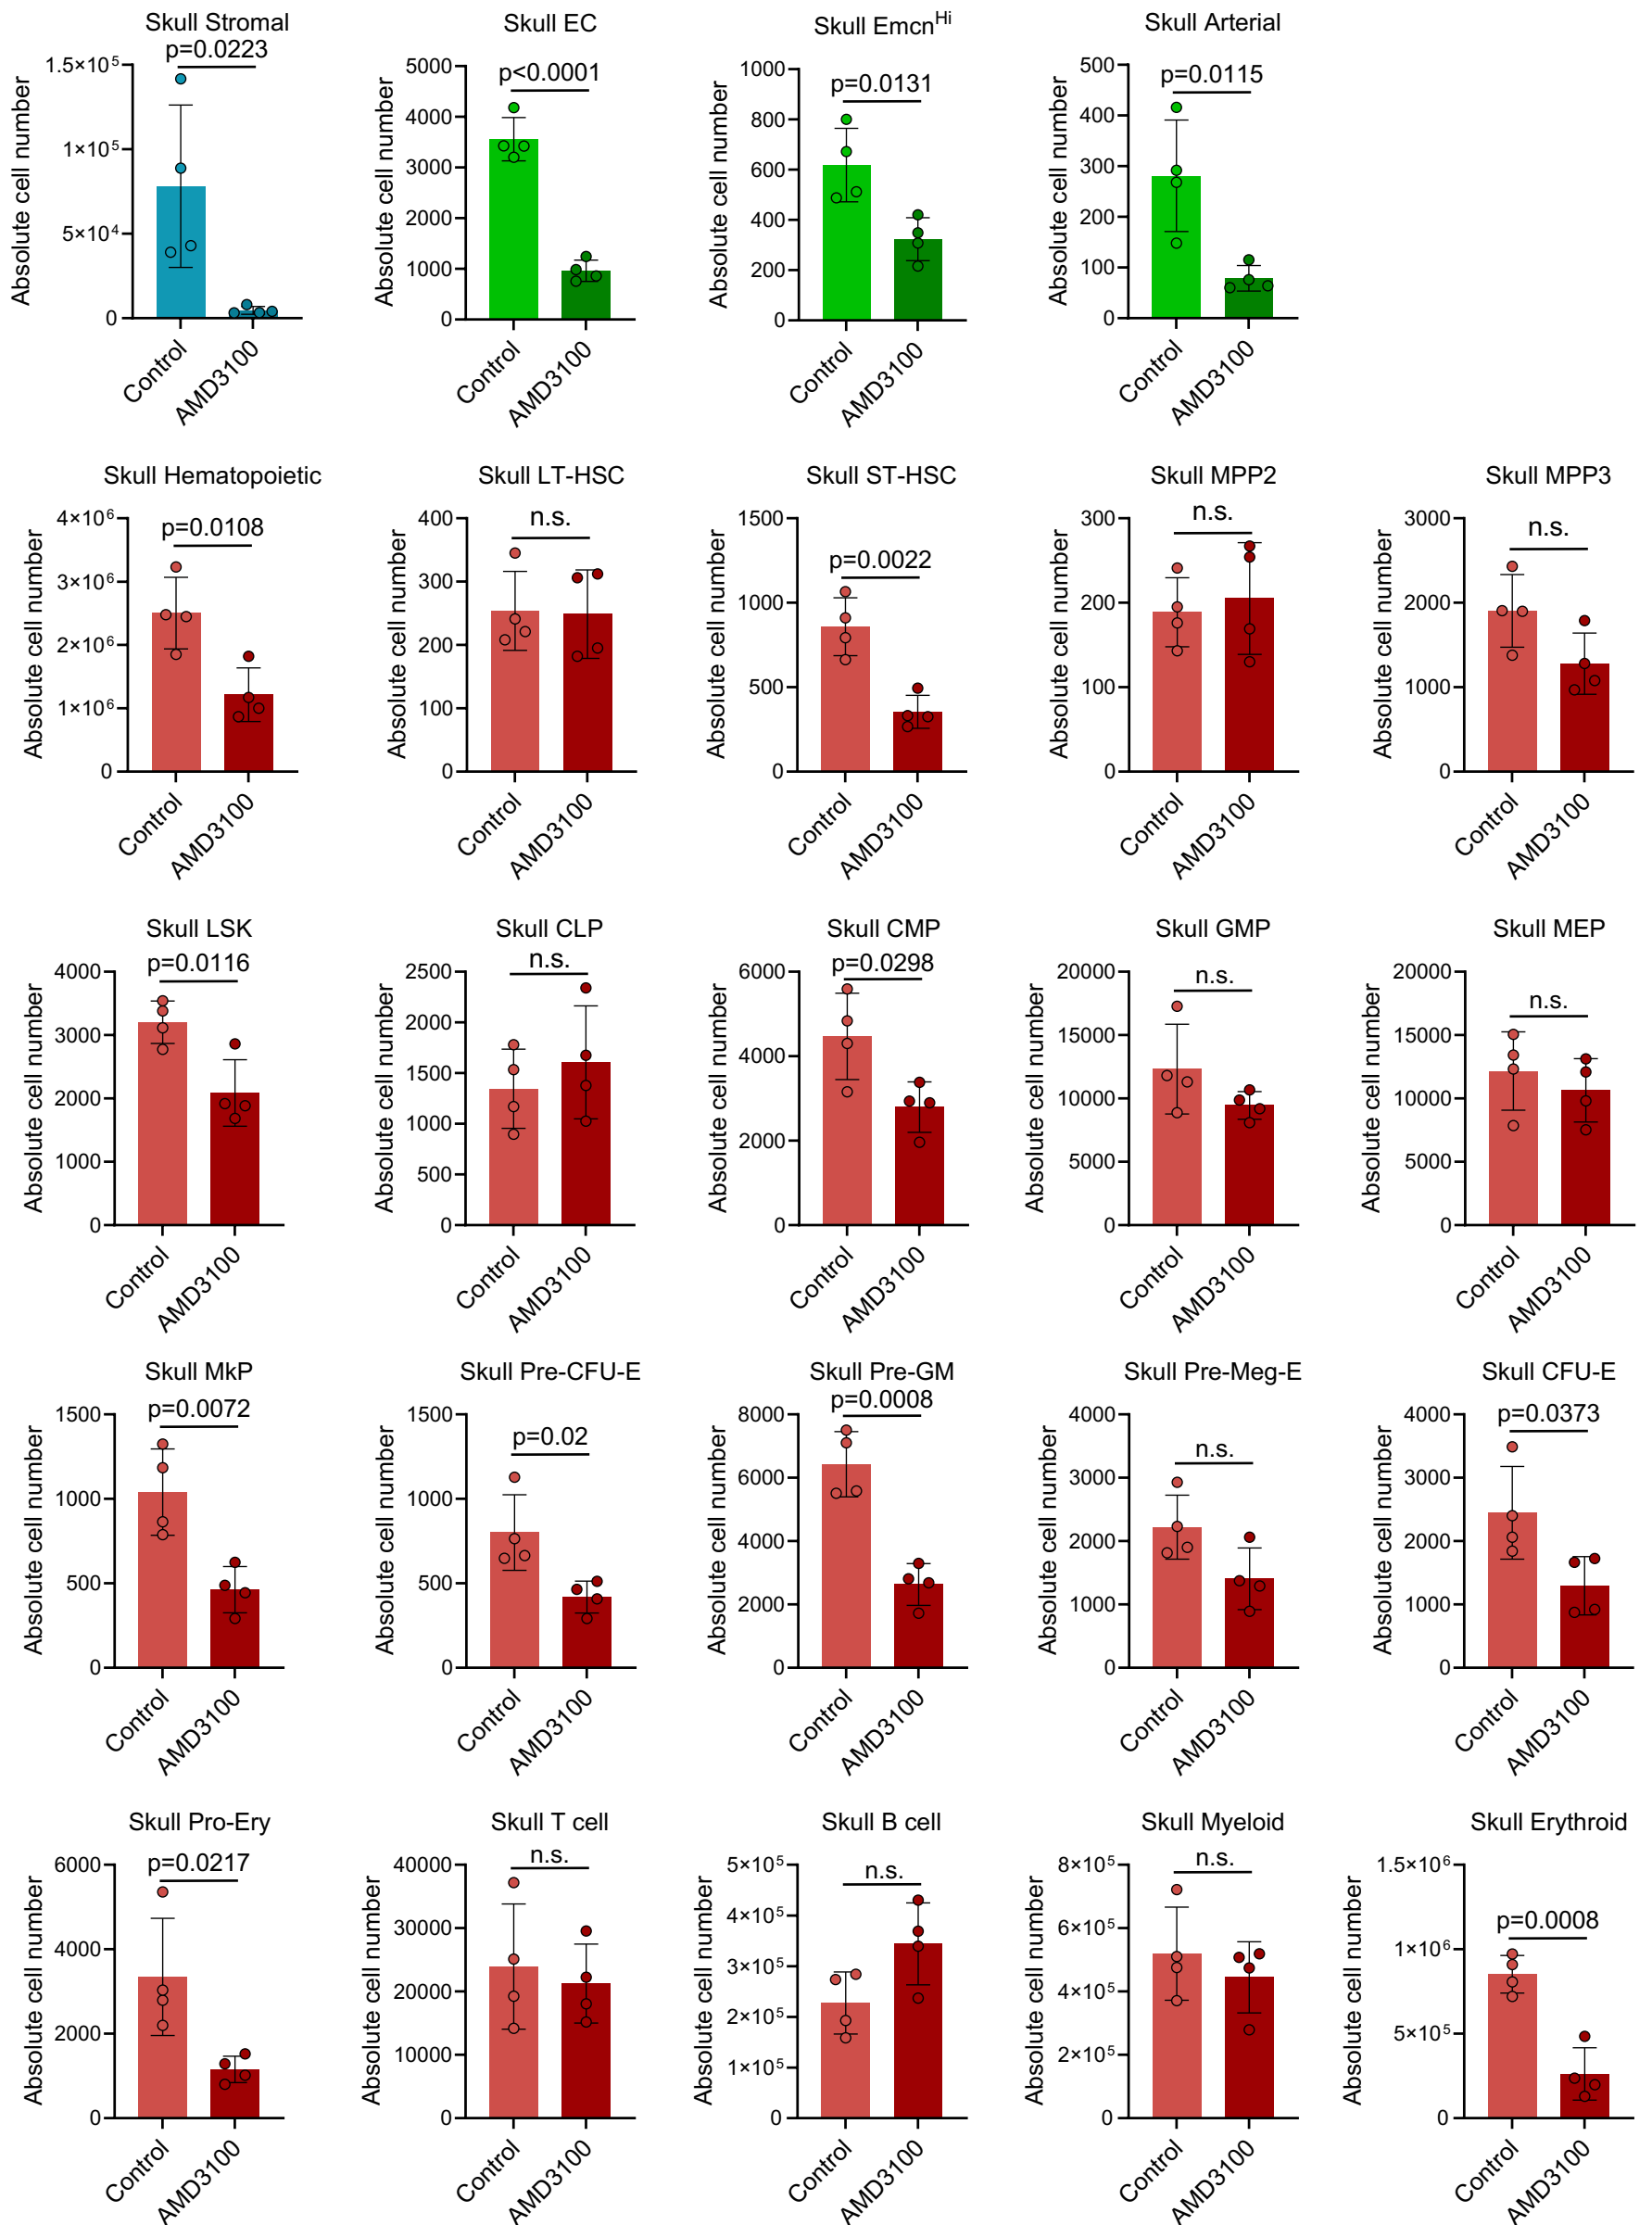 Skull Stromal
p=0.0223
Absolute cell number
1.5×10⁵
1×10⁵
5×10⁴
0
Control
AMD3100
Skull EC
p<0.0001
Absolute cell number
5000
4000
3000
2000
1000
0
Control
AMD3100
Skull Emcn^Hi
p=0.0131
Absolute cell number
1000
800
600
400
200
0
Control
AMD3100
Skull Arterial
p=0.0115
Absolute cell number
500
400
300
200
100
0
Control
AMD3100
Skull Hematopoietic
p=0.0108
Absolute cell number
4×10⁶
3×10⁶
2×10⁶
1×10⁶
0
Control
AMD3100
Skull LT-HSC
n.s.
Absolute cell number
400
300
200
100
0
Control
AMD3100
Skull ST-HSC
p=0.0022
Absolute cell number
1500
1000
500
0
Control
AMD3100
Skull MPP2
n.s.
Absolute cell number
300
200
100
0
Control
AMD3100
Skull MPP3
n.s.
Absolute cell number
3000
2000
1000
0
Control
AMD3100
Skull LSK
p=0.0116
Absolute cell number
4000
3000
2000
1000
0
Control
AMD3100
Skull CLP
n.s.
Absolute cell number
2500
2000
1500
1000
500
0
Control
AMD3100
Skull CMP
p=0.0298
Absolute cell number
6000
4000
2000
0
Control
AMD3100
Skull GMP
n.s.
Absolute cell number
20000
15000
10000
5000
0
Control
AMD3100
Skull MEP
n.s.
Absolute cell number
20000
15000
10000
5000
0
Control
AMD3100
Skull MkP
p=0.0072
Absolute cell number
1500
1000
500
0
Control
AMD3100
Skull Pre-CFU-E
p=0.02
Absolute cell number
1500
1000
500
0
Control
AMD3100
Skull Pre-GM
p=0.0008
Absolute cell number
8000
6000
4000
2000
0
Control
AMD3100
Skull Pre-Meg-E
n.s.
Absolute cell number
4000
3000
2000
1000
0
Control
AMD3100
Skull CFU-E
p=0.0373
Absolute cell number
4000
3000
2000
1000
0
Control
AMD3100
Skull Pro-Ery
p=0.0217
Absolute cell number
6000
4000
2000
0
Control
AMD3100
Skull T cell
n.s.
Absolute cell number
40000
30000
20000
10000
0
Control
AMD3100
Skull B cell
n.s.
Absolute cell number
5×10⁵
4×10⁵
3×10⁵
2×10⁵
1×10⁵
0
Control
AMD3100
Skull Myeloid
n.s.
Absolute cell number
8×10⁵
6×10⁵
4×10⁵
2×10⁵
0
Control
AMD3100
Skull Erythroid
p=0.0008
Absolute cell number
1.5×10⁶
1×10⁶
5×10⁵
0
Control
AMD3100